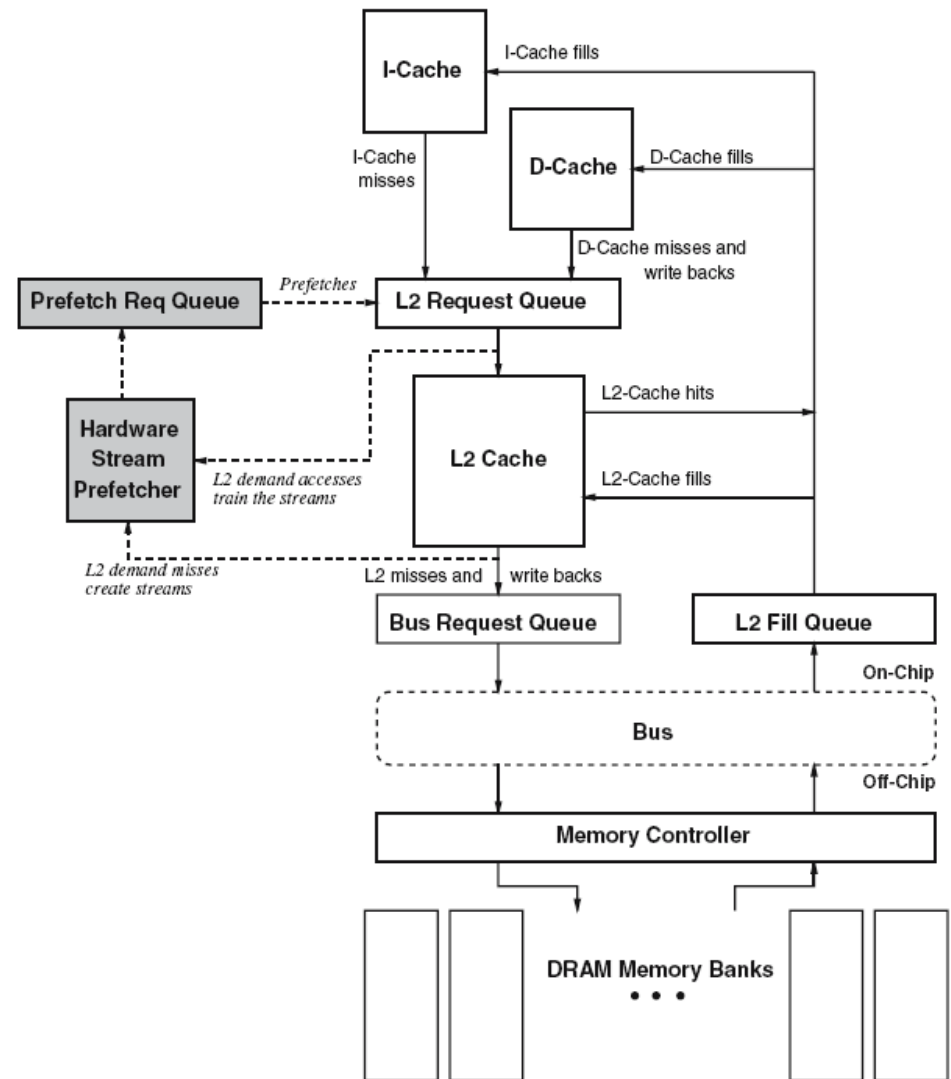 I-Cache fills
I-Cache
I-Cache
misses
D-Cache
D-Cache fills
D-Cache misses and
write backs
Prefetch Req Queue
Prefetches
L2 Request Queue
Hardware
Stream
Prefetcher
L2 demand accesses
train the streams
L2 Cache
L2-Cache hits
L2-Cache fills
L2 demand misses
create streams
L2 misses and write backs
Bus Request Queue
L2 Fill Queue
On-Chip
Bus
Off-Chip
Memory Controller
DRAM Memory Banks
• • •